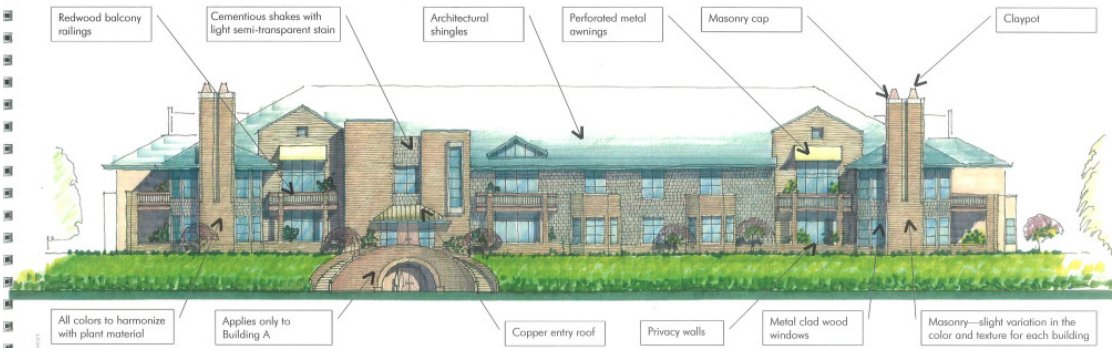 Redwood balcony
railings
Cementious shakes with
light semi-transparent stain
Architectural
shingles
Perforated metal
awnings
Masonry cap
Claypot
All colors to harmonize
with plant material
Applies only to
Building A
Copper entry roof
Privacy walls
Metal clad wood
windows
Masonry—slight variation in the
color and texture for each building